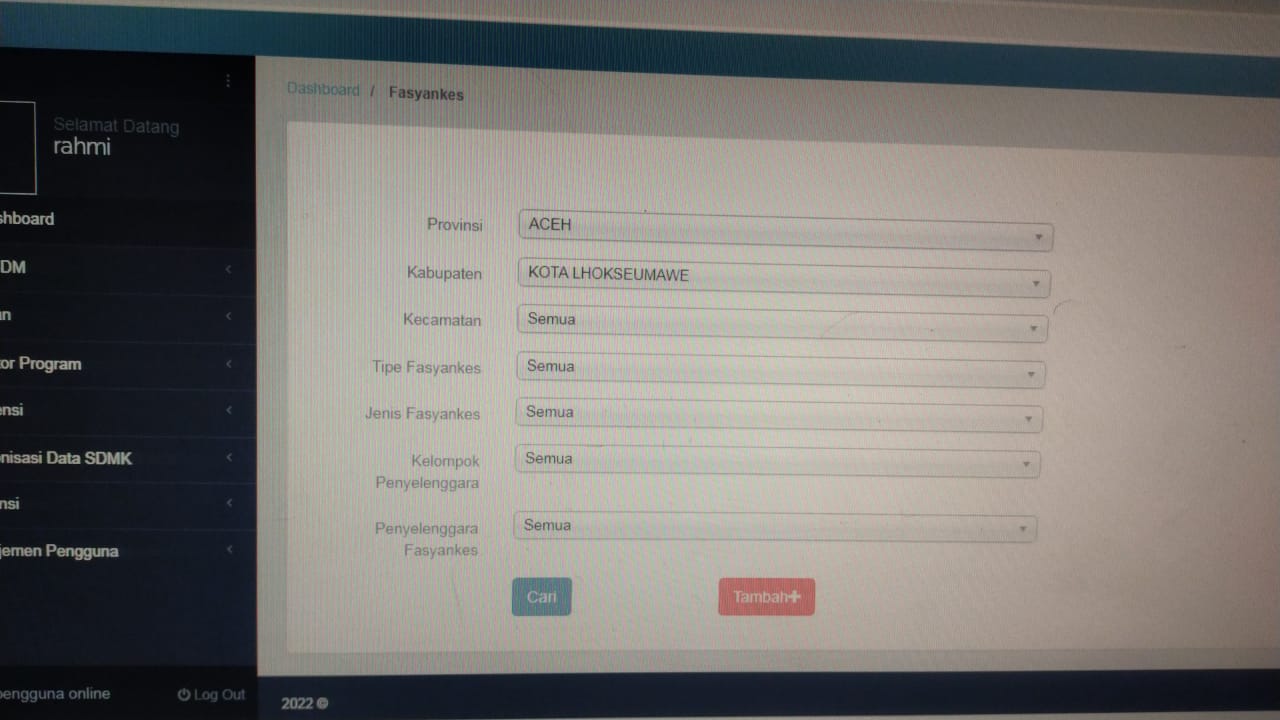 Dashboard / Fasyankes
Selamat Datang
rahmi
shboard
DM
n
or Program
ensi
nisasi Data SDMK
nsi
jemen Pengguna
pengguna online
Log Out
Provinsi ACEH
Kabupaten KOTA LHOKSEUMAWE
Kecamatan Semua
Tipe Fasyankes Semua
Jenis Fasyankes Semua
Kelompok Penyelenggara Semua
Penyelenggara Fasyankes Semua
Cari Tambah+
2022 ©